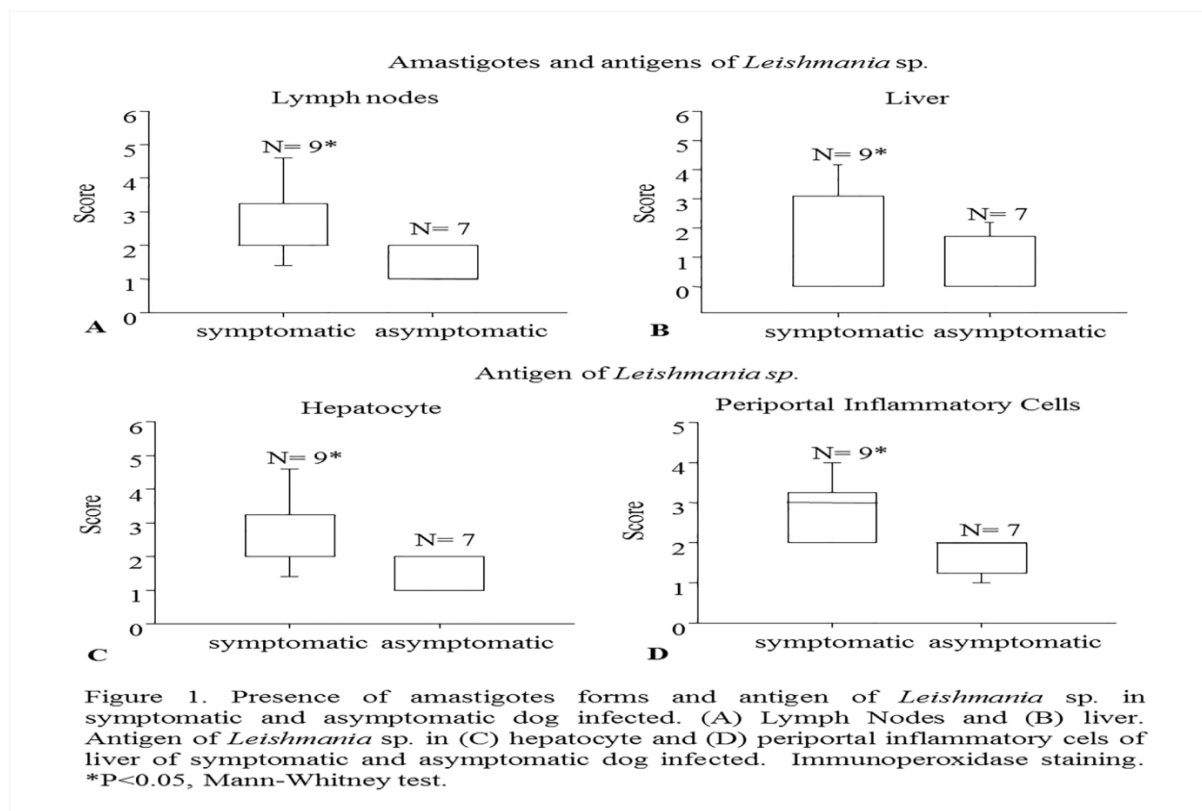 Amastigotes and antigens of Leishmania sp.
Lymph nodes
6
5
4
3
2
1
0
Score
N= 9*
N= 7
symptomatic asymptomatic
A
Liver
6
5
4
3
2
1
0
Score
N= 9*
N= 7
symptomatic asymptomatic
B
Antigen of Leishmania sp.
Hepatocyte
6
5
4
3
2
1
0
Score
N= 9*
N= 7
symptomatic asymptomatic
C
Periportal Inflammatory Cells
5
4
3
2
1
0
Score
N= 9*
N= 7
symptomatic asymptomatic
D
Figure 1. Presence of amastigotes forms and antigen of Leishmania sp. in
symptomatic and asymptomatic dog infected. (A) Lymph Nodes and (B) liver.
Antigen of Leishmania sp. in (C) hepatocyte and (D) periportal inflammatory cels of
liver of symptomatic and asymptomatic dog infected. Immunoperoxidase staining.
*P<0.05, Mann-Whitney test.